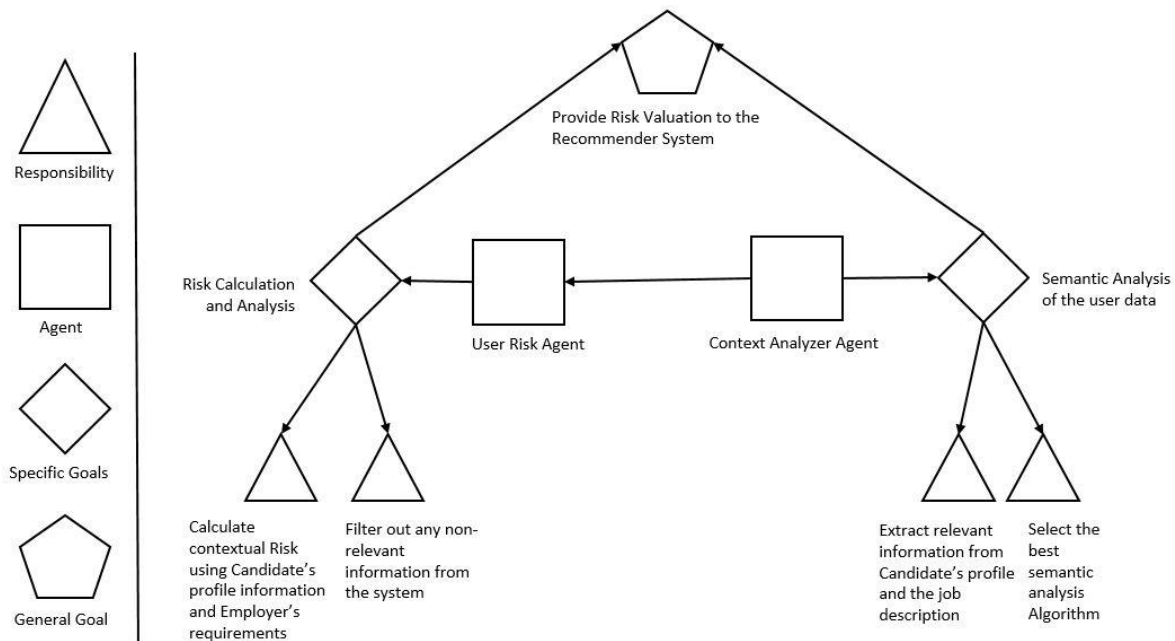 Responsibility
Agent
Specific Goals
General Goal
Provide Risk Valuation to the
Recommender System
Risk Calculation
and Analysis
User Risk Agent
Context Analyzer Agent
Semantic Analysis
of the user data
Calculate
contextual Risk
using Candidate's
profile information
and Employer's
requirements
Filter out any non-
relevant
information from
the system
Extract relevant
information from
Candidate's profile
and the job
description
Select the
best
semantic
analysis
Algorithm